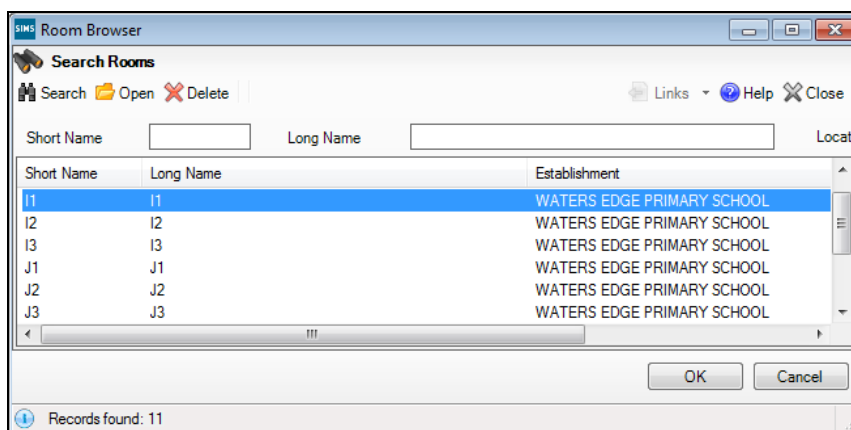 SIMS Room Browser
Search Rooms
Search Open Delete Links Help Close
Short Name Long Name Locat
Short Name Long Name Establishment
I1 I1 WATERS EDGE PRIMARY SCHOOL
I2 I2 WATERS EDGE PRIMARY SCHOOL
I3 I3 WATERS EDGE PRIMARY SCHOOL
J1 J1 WATERS EDGE PRIMARY SCHOOL
J2 J2 WATERS EDGE PRIMARY SCHOOL
J3 J3 WATERS EDGE PRIMARY SCHOOL
OK Cancel
Records found: 11